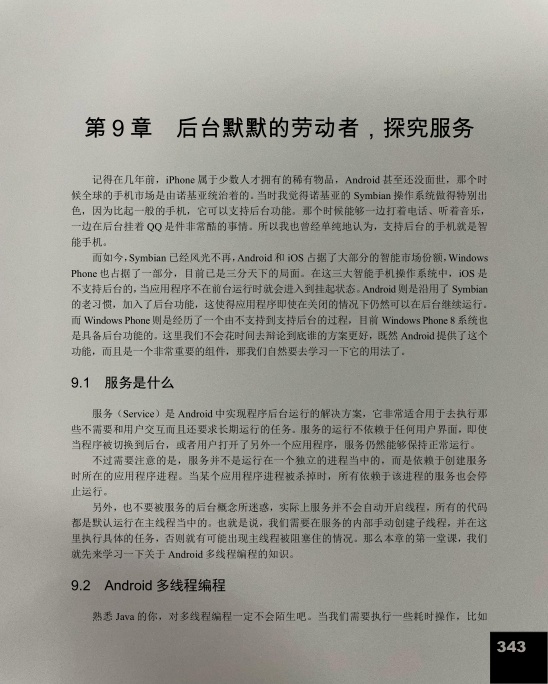 第 9 章　后台默默的劳动者，探究服务
记得在几年前，iPhone 属于少数人才拥有的稀有物品，Android 甚至还没面世，那个时
候全球的手机市场是由诺基亚统治着的。当时我觉得诺基亚的 Symbian 操作系统做得特别出
色，因为比起一般的手机，它可以支持后台功能。那个时候能够一边打着电话、听着音乐，
一边在后台挂着 QQ 是件非常酷的事情。所以我也曾经单纯地认为，支持后台的手机就是智
能手机。
而如今，Symbian 已经风光不再，Android 和 iOS 占据了大部分的智能市场份额，Windows
Phone 也占据了一部分，目前已是三分天下的局面。在这三大智能手机操作系统中，iOS 是
不支持后台的，当应用程序不在前台运行时就会进入到挂起状态。Android 则是沿用了 Symbian
的老习惯，加入了后台功能，这使得应用程序即使在关闭的情况下仍然可以在后台继续运行。
而 Windows Phone 则是经历了一个由不支持到支持后台的过程，目前 Windows Phone 8 系统也
是具备后台功能的。这里我们不会花时间去辩论到底谁的方案更好，既然 Android 提供了这个
功能，而且是一个非常重要的组件，那我们自然要去学习一下它的用法了。
9.1　服务是什么
服务（Service）是 Android 中实现程序后台运行的解决方案，它非常适合用于去执行那
些不需要和用户交互而且还要求长期运行的任务。服务的运行不依赖于任何用户界面，即使
当程序被切换到后台，或者用户打开了另外一个应用程序，服务仍然能够保持正常运行。
不过需要注意的是，服务并不是运行在一个独立的进程当中的，而是依赖于创建服务
时所在的应用程序进程。当某个应用程序进程被杀掉时，所有依赖于该进程的服务也会停
止运行。
另外，也不要被服务的后台概念所迷惑，实际上服务并不会自动开启线程，所有的代码
都是默认运行在主线程当中的。也就是说，我们需要在服务的内部手动创建子线程，并在这
里执行具体的任务，否则就有可能出现主线程被阻塞住的情况。那么本章的第一堂课，我们
就先来学习一下关于 Android 多线程编程的知识。
9.2　Android 多线程编程
熟悉 Java 的你，对多线程编程一定不会陌生吧。当我们需要执行一些耗时操作，比如
343